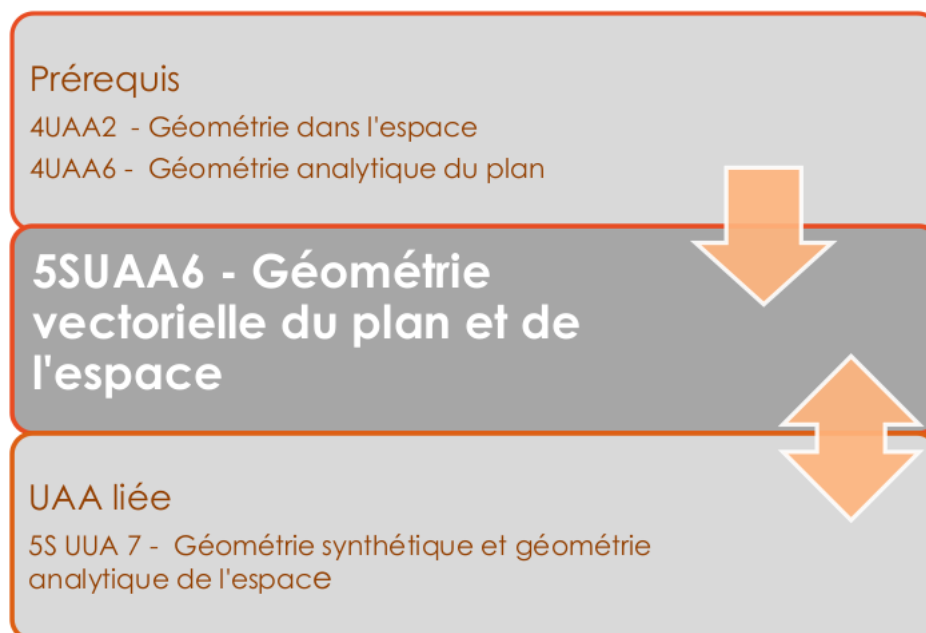 Prérequis
4UAA2 - Géométrie dans l'espace
4UAA6 - Géométrie analytique du plan
5SUAA6 - Géométrie
vectorielle du plan et de
l'espace
UAA liée
5S UUA 7 - Géométrie synthétique et géométrie
analytique de l'espace